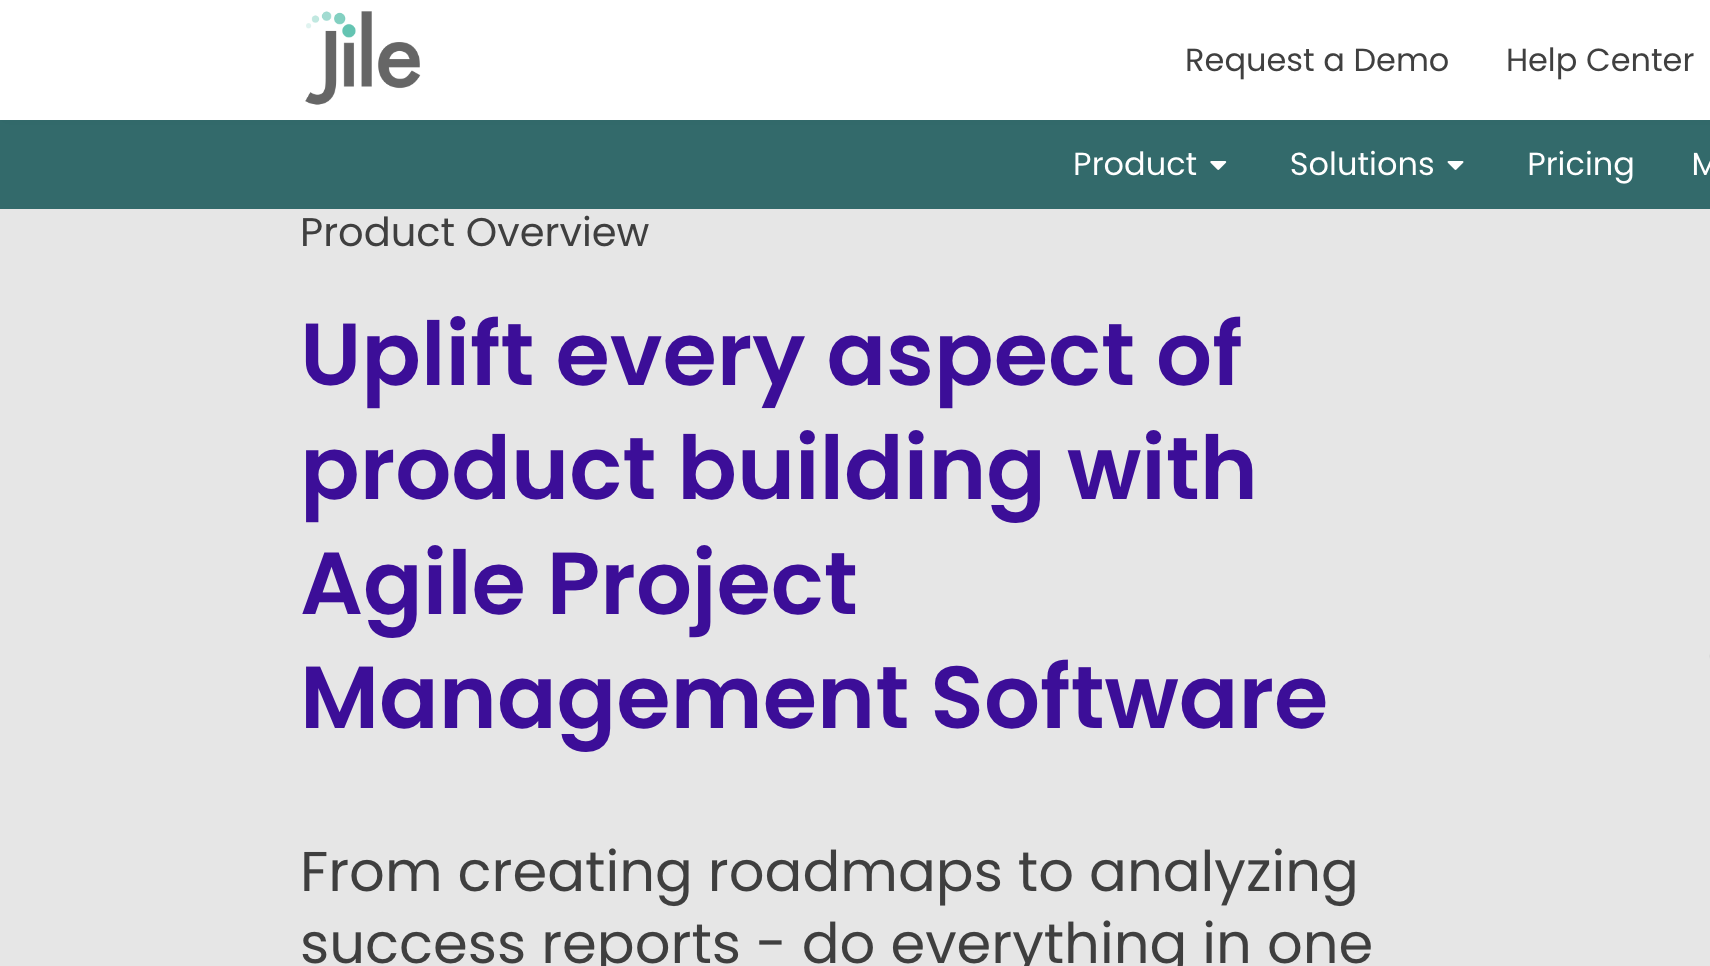 jile
Request a Demo Help Center
Product Solutions Pricing
Product Overview
Uplift every aspect of
product building with
Agile Project
Management Software
From creating roadmaps to analyzing
success reports - do everything in one